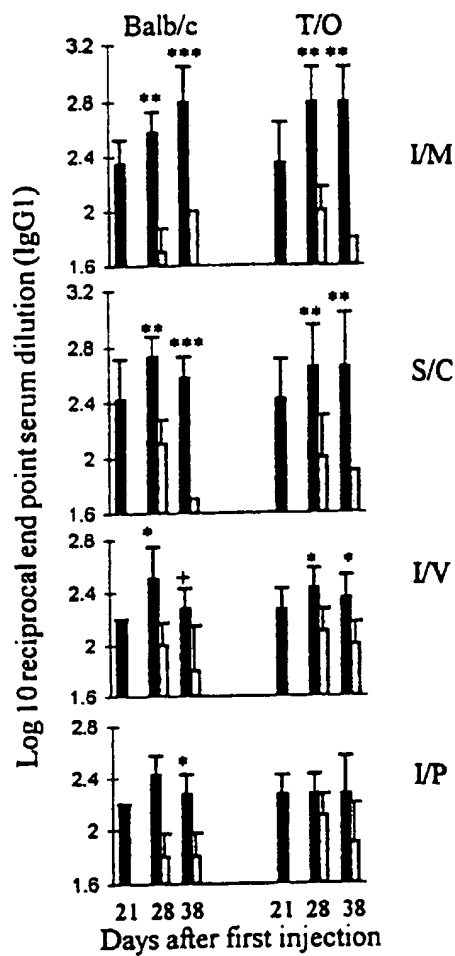 Balb/c T/O
3.2 *** ** **
2.8 **
2.4 I/M
2
1.6
3.2
2.8 ** *** ** **
2.4 S/C
2
1.6
2.8 * I/V
2.4 + * *
2
1.6
2.8 I/P
2.4 *
2
1.6
21 28 38 21 28 38
Days after first injection
Log 10 reciprocal end point serum dilution (IgG1)